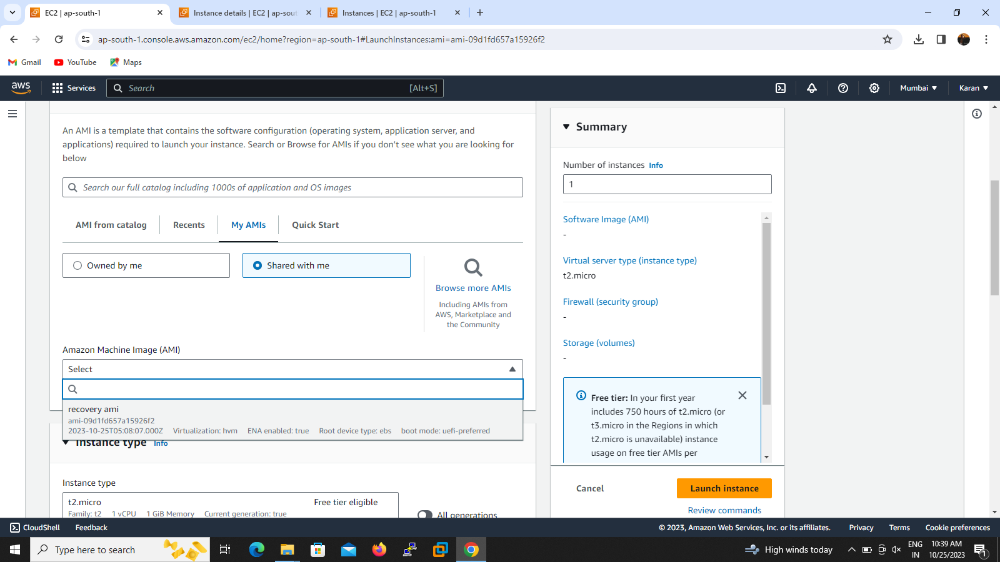 EC2 | ap-south-1
Instance details | EC2 | ap-sout
Instances | EC2 | ap-south-1
ap-south-1.console.aws.amazon.com/ec2/home?region=ap-south-1#LaunchInstances:ami=ami-09d1fd657a15926f2
Gmail
YouTube
Maps
aws
Services
Search
[Alt+S]
Mumbai
Karan
An AMI is a template that contains the software configuration (operating system, application server, and
applications) required to launch your instance. Search or Browse for AMIs if you don't see what you are looking for
below
Search our full catalog including 1000s of application and OS images
AMI from catalog
Recents
My AMIs
Quick Start
Owned by me
Shared with me
Browse more AMIs
Including AMIs from
AWS, Marketplace and
the Community
Amazon Machine Image (AMI)
Select
recovery ami
ami-09d1fd657a15926f2
2023-10-25T05:08:07.000Z Virtualization: hvm ENA enabled: true Root device type: ebs boot mode: uefi-preferred
Instance type Info
Instance type
t2.micro
Free tier eligible
Family: t2 1 vCPU 1 GiB Memory Current generation: true
All generations
Summary
Number of instances Info
1
Software Image (AMI)
-
Virtual server type (instance type)
t2.micro
Firewall (security group)
-
Storage (volumes)
-
Free tier: In your first year
includes 750 hours of t2.micro (or
t3.micro in the Regions in which
t2.micro is unavailable) instance
usage on free tier AMIs per
Cancel
Launch instance
Review commands
CloudShell
Feedback
© 2023, Amazon Web Services, Inc. or its affiliates.
Privacy
Terms
Cookie preferences
Type here to search
High winds today
ENG
IN
10:39 AM
10/25/2023
1